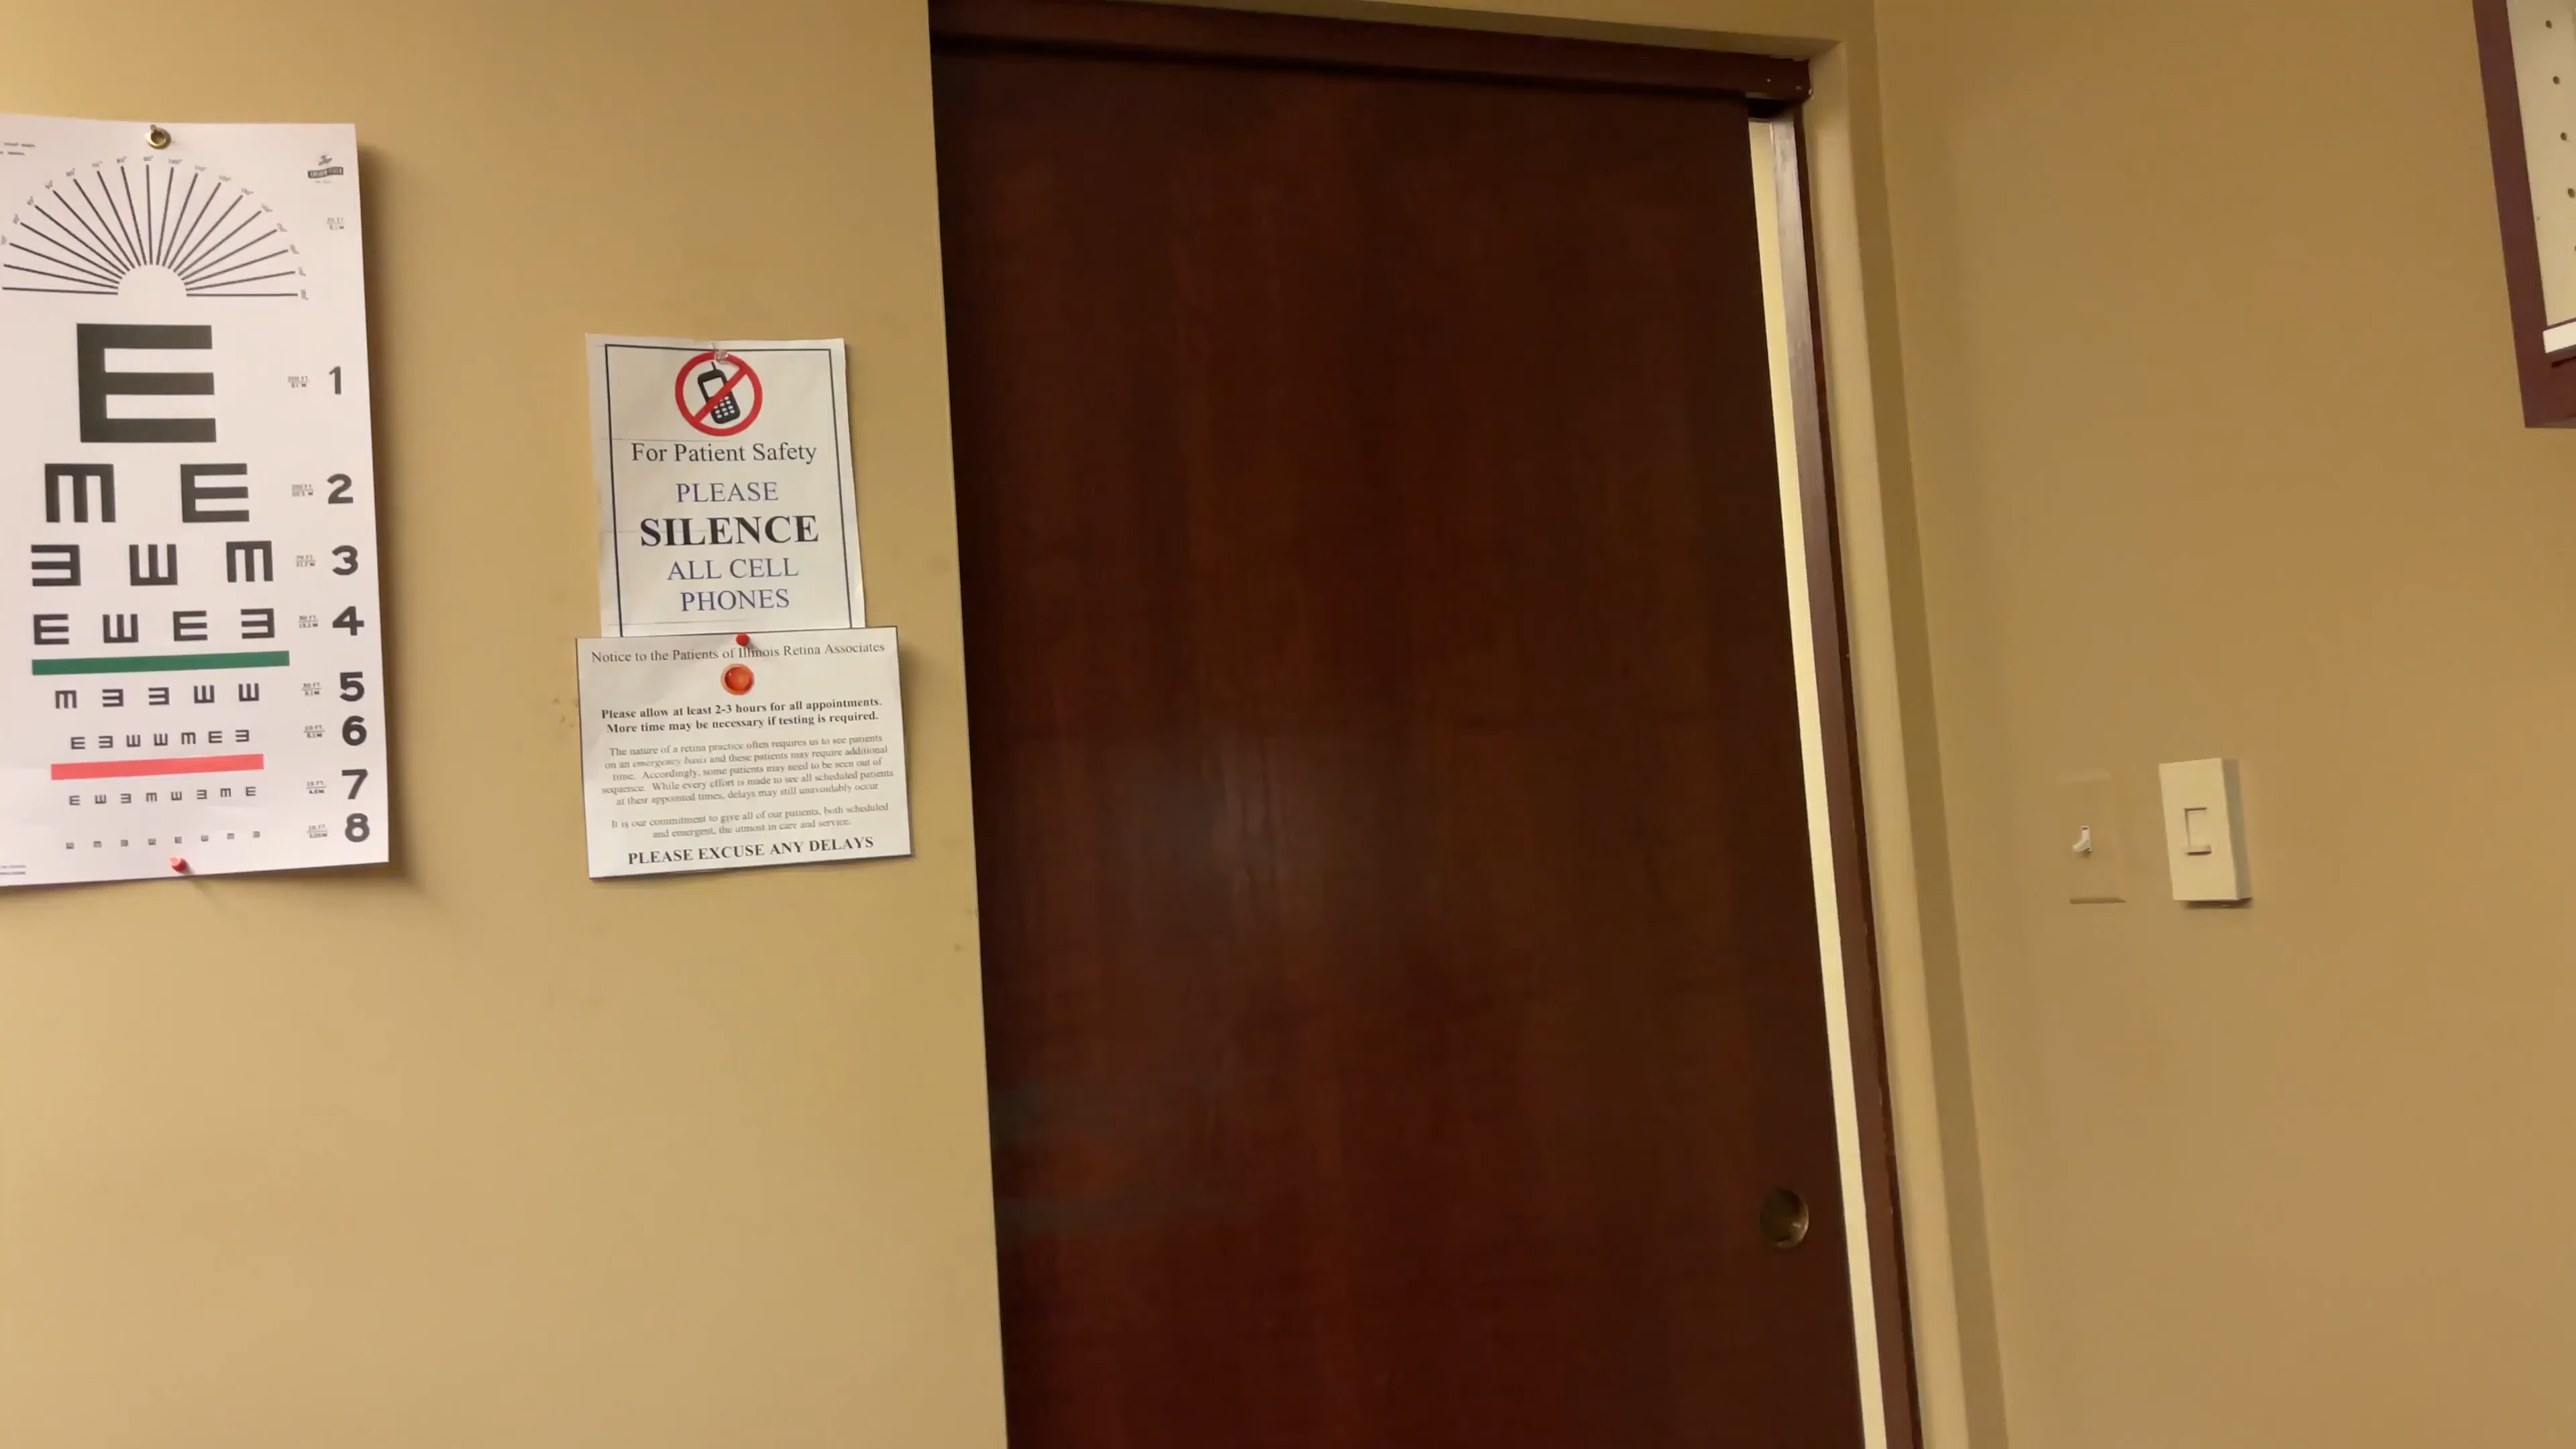 E 1
2
3
4
5
6
7
8
For Patient Safety
PLEASE
SILENCE
ALL CELL
PHONES
Notice to the Patients of Illinois Retina Associates
Please allow at least 2-3 hours for all appointments.
More time may be necessary if testing is required.
The nature of a retina practice often requires us to see patients
on an emergency basis and these patients may require additional
time. Accordingly, some patients may need to be seen out of
sequence. While every effort is made to see all scheduled patients
at their appointed times, delays may still unavoidably occur
It is our commitment to give all of our patients, both scheduled
and emergent, the utmost in care and service.
PLEASE EXCUSE ANY DELAYS